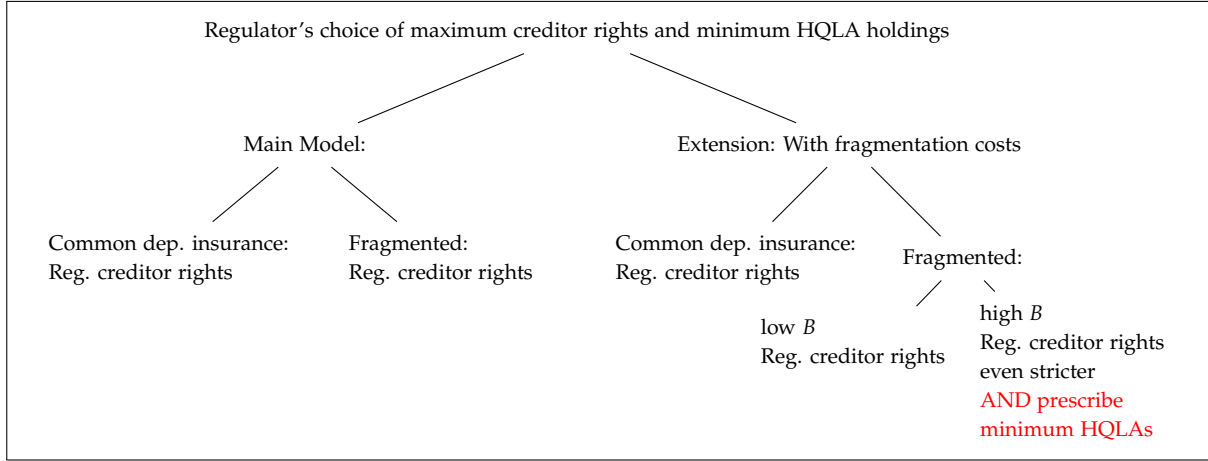 Regulator's choice of maximum creditor rights and minimum HQLA holdings
Main Model:
Extension: With fragmentation costs
Common dep. insurance:
Reg. creditor rights
Fragmented:
Reg. creditor rights
Common dep. insurance:
Reg. creditor rights
Fragmented:
low B
Reg. creditor rights
high B
Reg. creditor rights
even stricter
AND prescribe
minimum HQLAs